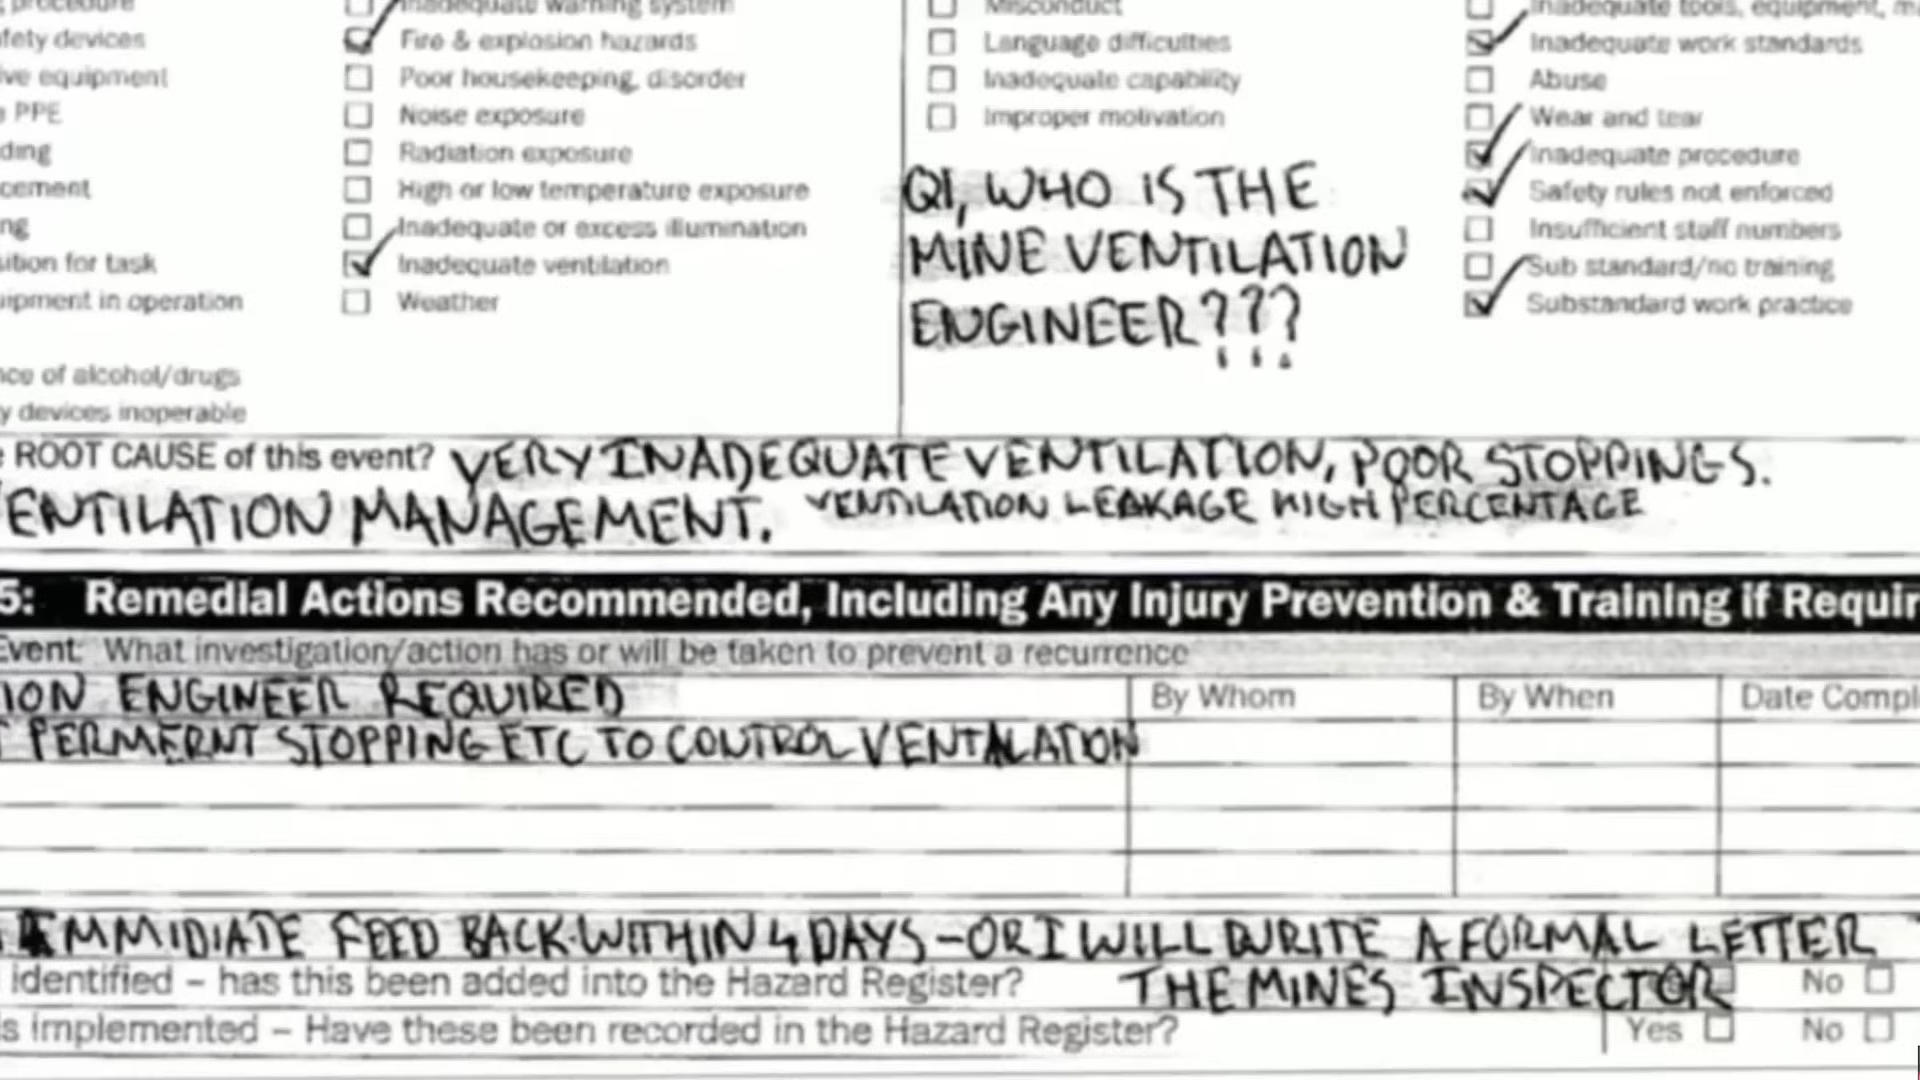 procedure
Inadequate warning system
Misconduct
Inadequate tools, equipment,
devices
Fire & explosion hazards
Language difficulties
Inadequate work standards
equipment
Poor housekeeping, disorder
Inadequate capability
Abuse
PPE
Noise exposure
Improper motivation
Wear and tear
Radiation exposure
Inadequate procedure
High or low temperature exposure
Safety rules not enforced
Inadequate or excess illumination
Insufficient staff numbers
for task
Inadequate ventilation
Sub standard/no training
in operation
Weather
Substandard work practice
QI, WHO IS THE
MINE VENTILATION
ENGINEER???
of alcohol/drugs
devices inoperable
ROOT CAUSE of this event? VERY INADEQUATE VENTILATION, POOR STOPPINGS.
ENTILATION MANAGEMENT. VENTILATION LEAKAGE HIGH PERCENTAGE
5: Remedial Actions Recommended, Including Any Injury Prevention & Training if Requir
Event: What investigation/action has or will be taken to prevent a recurrence
ION ENGINEER REQUIRED
By Whom
By When
Date Compl
PERMERNT STOPPING ETC TO CONTROL VENTALATION
IMMIDIATE FEED BACK WITHIN 4 DAYS - OR I WILL WRITE A FORMAL LETTER
identified – has this been added into the Hazard Register?
THE MINES INSPECTOR
No
implemented – Have these been recorded in the Hazard Register?
Yes
No